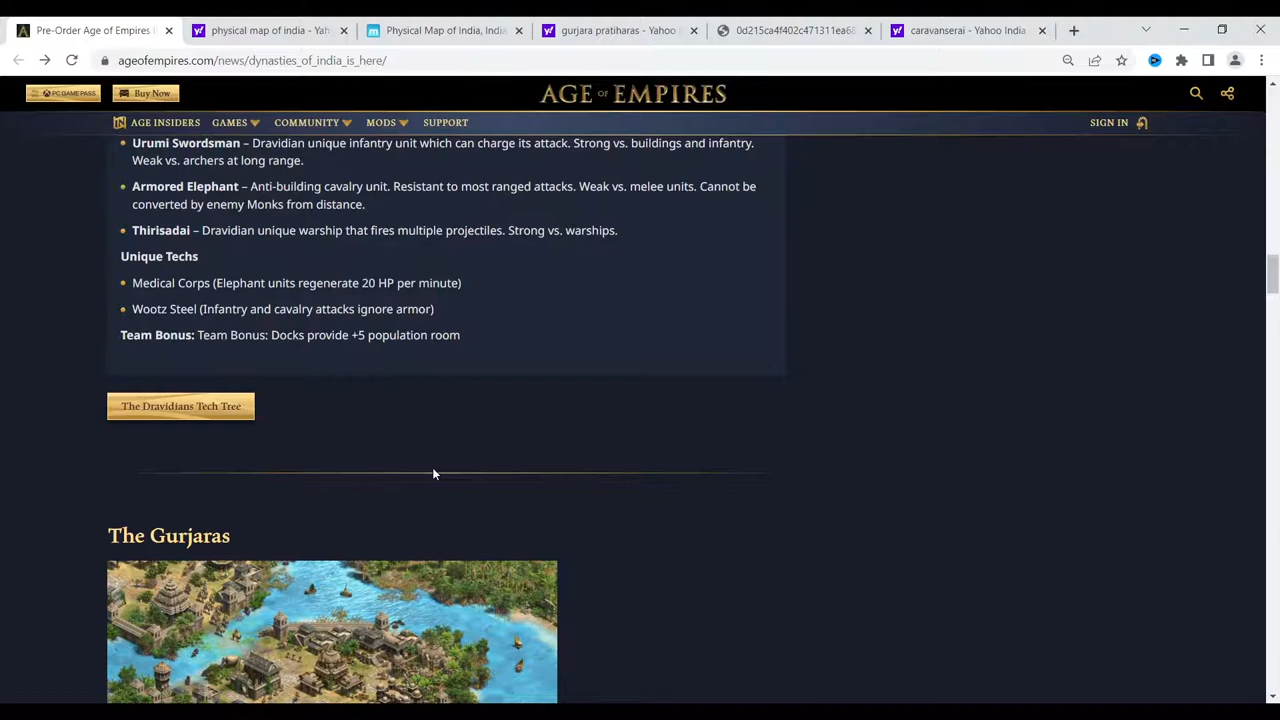 Pre-Order Age of Empires
physical map of india - Yah
Physical Map of India, India
gurjara pratiharas - Yahoo
0d215ca4f402c471311ea68
caravanserai - Yahoo India
ageofempires.com/news/dynasties_of_india_is_here/
PC GAME PASS
Buy Now
AGE OF EMPIRES
AGE INSIDERS
GAMES
COMMUNITY
MODS
SUPPORT
SIGN IN
Urumi Swordsman – Dravidian unique infantry unit which can charge its attack. Strong vs. buildings and infantry.
Weak vs. archers at long range.
Armored Elephant – Anti-building cavalry unit. Resistant to most ranged attacks. Weak vs. melee units. Cannot be
converted by enemy Monks from distance.
Thirisadai – Dravidian unique warship that fires multiple projectiles. Strong vs. warships.
Unique Techs
Medical Corps (Elephant units regenerate 20 HP per minute)
Wootz Steel (Infantry and cavalry attacks ignore armor)
Team Bonus: Team Bonus: Docks provide +5 population room
The Dravidians Tech Tree
The Gurjaras